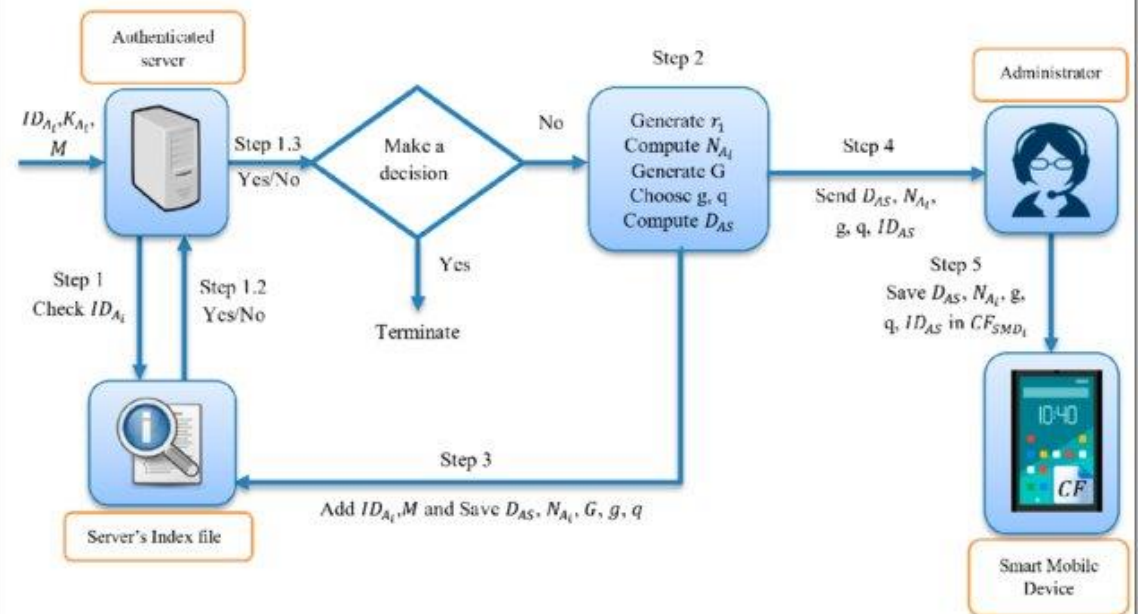 Authenticated
server
Step 2
Administrator
ID_{A_i},K_{A_i},
M
Step 1.3
Yes/No
Make a
decision
No
Generate r_1
Compute N_{A_i}
Generate G
Choose g, q
Compute D_{AS}
Step 4
Send D_{AS}, N_{A_i},
g, q, ID_{AS}
Step 1
Check ID_{A_i}
Step 1.2
Yes/No
Yes
Terminate
Step 5
Save D_{AS}, N_{A_i}, g,
q, ID_{AS} in CF_{SMD_i}
10:40
CF
Step 3
Add ID_{A_i},M and Save D_{AS}, N_{A_i}, G, g, q
Server's Index file
Smart Mobile
Device